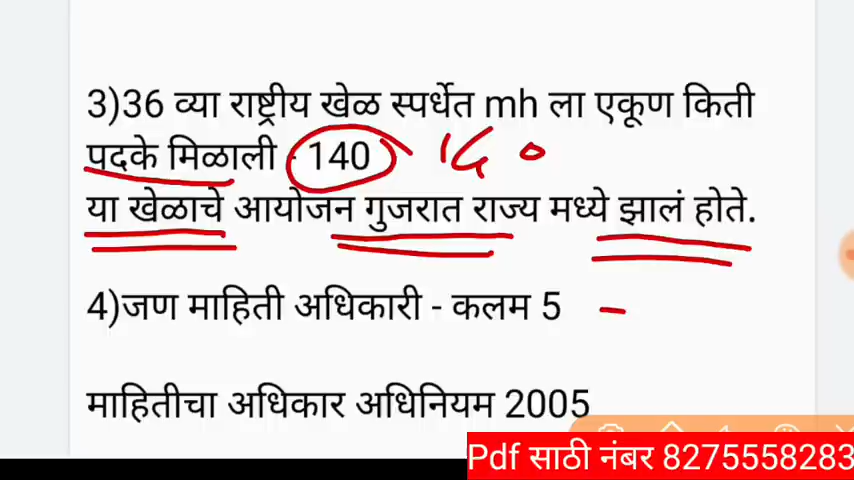 3)36 व्या राष्ट्रीय खेळ स्पर्धेत mh ला एकूण किती
पदके मिळाली - 140 140
या खेळाचे आयोजन गुजरात राज्य मध्ये झालं होते.
4)जण माहिती अधिकारी - कलम 5 -
माहितीचा अधिकार अधिनियम 2005
Pdf साठी नंबर 8275558283